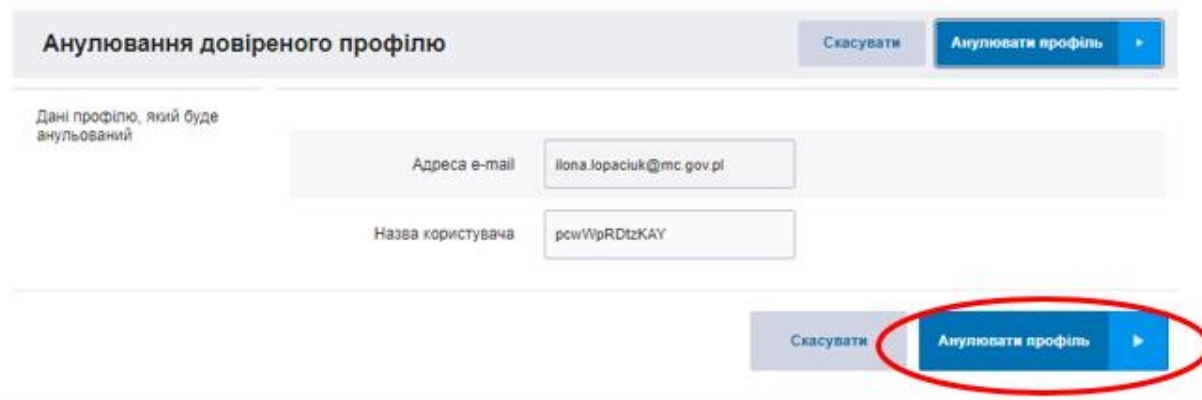 Анулювання довіреного профілю
Скасувати
Анулювати профіль
Дані профілю, який буде
анульований
Адреса e-mail
ilona.lopaciuk@mc.gov.pl
Назва користувача
pcwWpRDtzKAY
Скасувати
Анулювати профіль